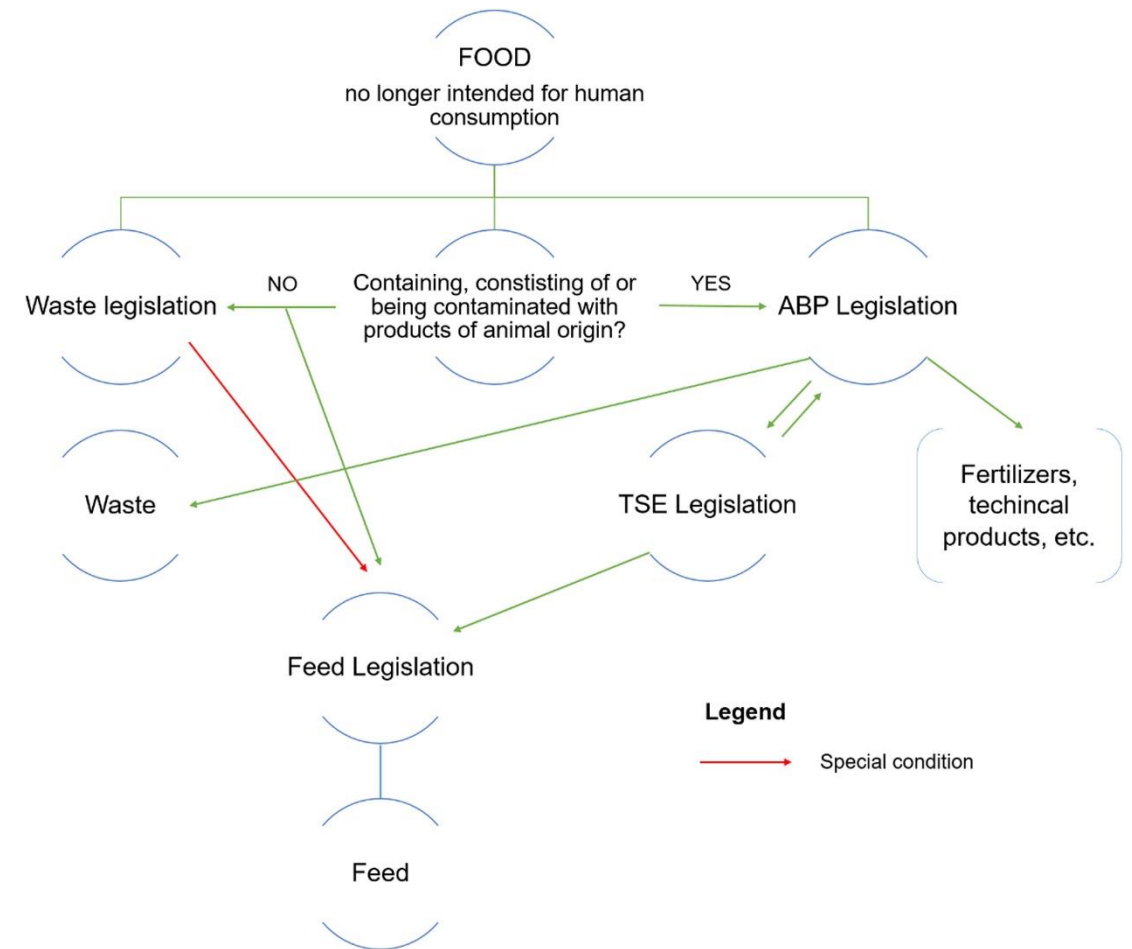 FOOD
no longer intended for human
consumption
NO
Containing, constisting of or
YES
Waste legislation
being contaminated with
ABP Legislation
products of animal origin?
Waste
TSE Legislation
Fertilizers,
techincal
products, etc.
Feed Legislation
Legend
Special condition
Feed